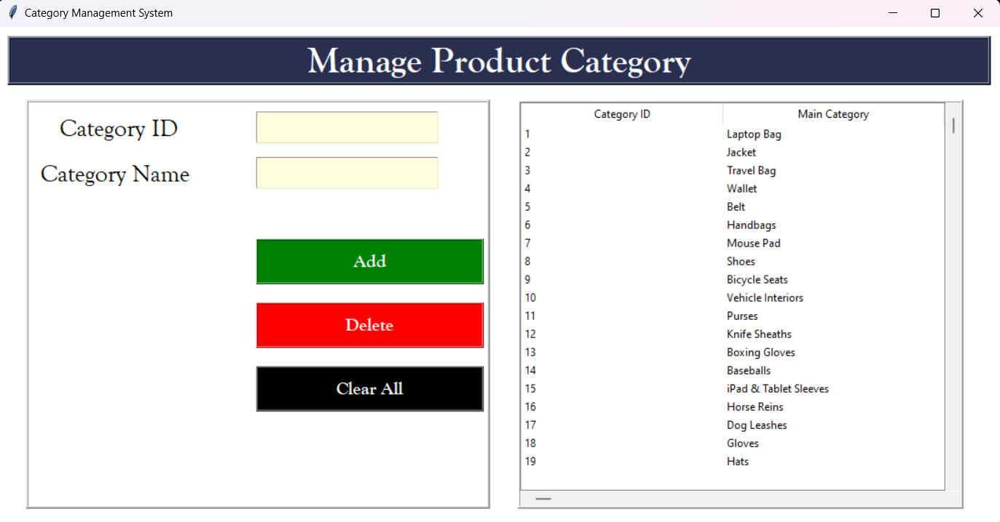 Category Management System
Manage Product Category
Category ID
Category Name
Add
Delete
Clear All
Category ID Main Category
1 Laptop Bag
2 Jacket
3 Travel Bag
4 Wallet
5 Belt
6 Handbags
7 Mouse Pad
8 Shoes
9 Bicycle Seats
10 Vehicle Interiors
11 Purses
12 Knife Sheaths
13 Boxing Gloves
14 Baseballs
15 iPad & Tablet Sleeves
16 Horse Reins
17 Dog Leashes
18 Gloves
19 Hats